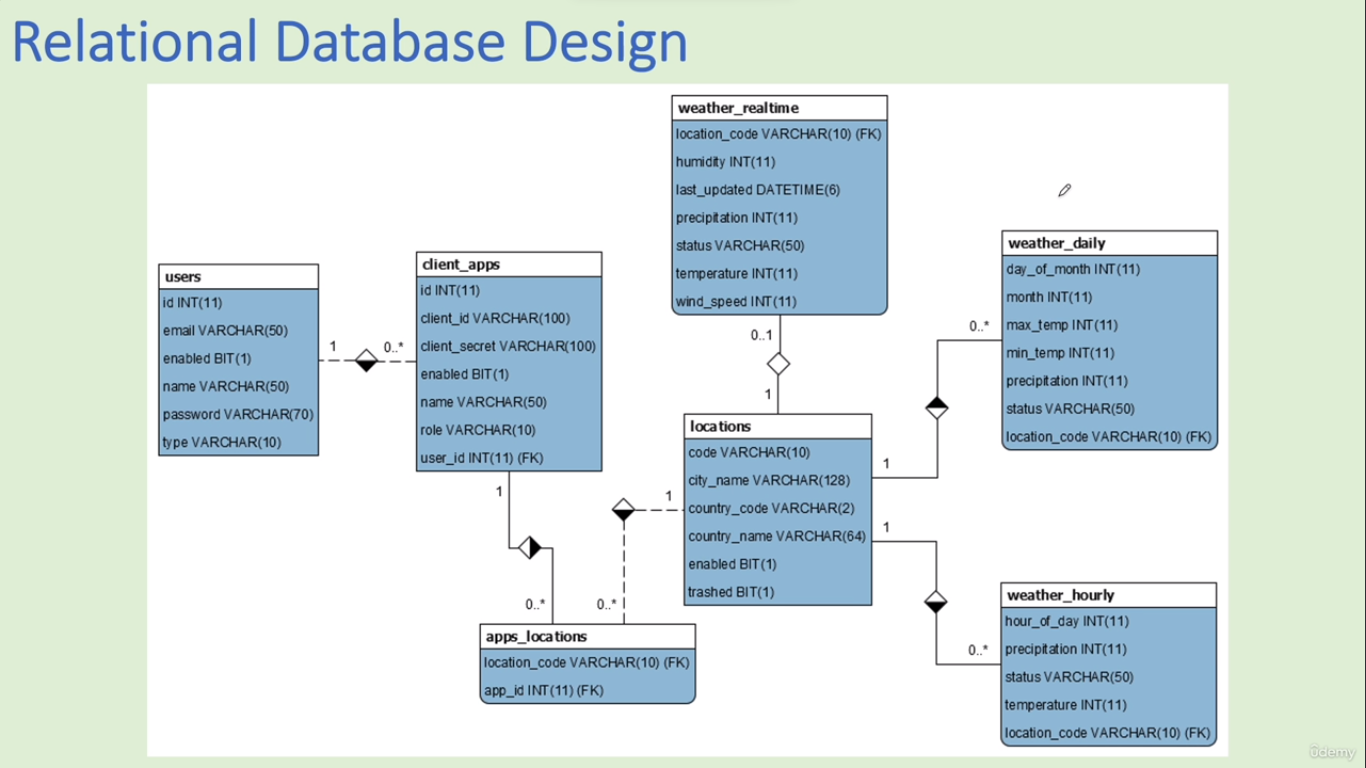 Relational Database Design
weather_realtime
location_code VARCHAR(10) (FK)
humidity INT(11)
last_updated DATETIME(6)
precipitation INT(11)
status VARCHAR(50)
temperature INT(11)
wind_speed INT(11)
weather_daily
day_of_month INT(11)
month INT(11)
max_temp INT(11)
min_temp INT(11)
precipitation INT(11)
status VARCHAR(50)
location_code VARCHAR(10) (FK)
users
id INT(11)
email VARCHAR(50)
enabled BIT(1)
name VARCHAR(50)
password VARCHAR(70)
type VARCHAR(10)
1
0..*
client_apps
id INT(11)
client_id VARCHAR(100)
client_secret VARCHAR(100)
enabled BIT(1)
name VARCHAR(50)
role VARCHAR(10)
user_id INT(11) (FK)
0..1
1
0..*
1
locations
code VARCHAR(10)
city_name VARCHAR(128)
country_code VARCHAR(2)
country_name VARCHAR(64)
enabled BIT(1)
trashed BIT(1)
1
1
1
0..*
0..*
0..*
apps_locations
location_code VARCHAR(10) (FK)
app_id INT(11) (FK)
weather_hourly
hour_of_day INT(11)
precipitation INT(11)
status VARCHAR(50)
temperature INT(11)
location_code VARCHAR(10) (FK)
ûdemy